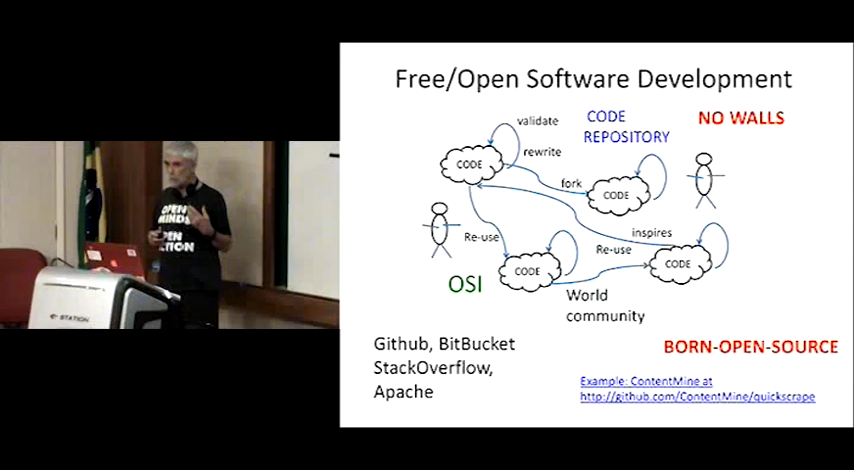 Free/Open Software Development
validate
CODE
REPOSITORY
NO WALLS
rewrite
CODE
fork
CODE
Re-use
inspires
Re-use
CODE
CODE
OSI
World
community
Github, BitBucket
StackOverflow,
Apache
BORN-OPEN-SOURCE
Example: ContentMine at
http://github.com/ContentMine/quickscrape
OPEN
MINDS
OPEN
ACTION
STATION